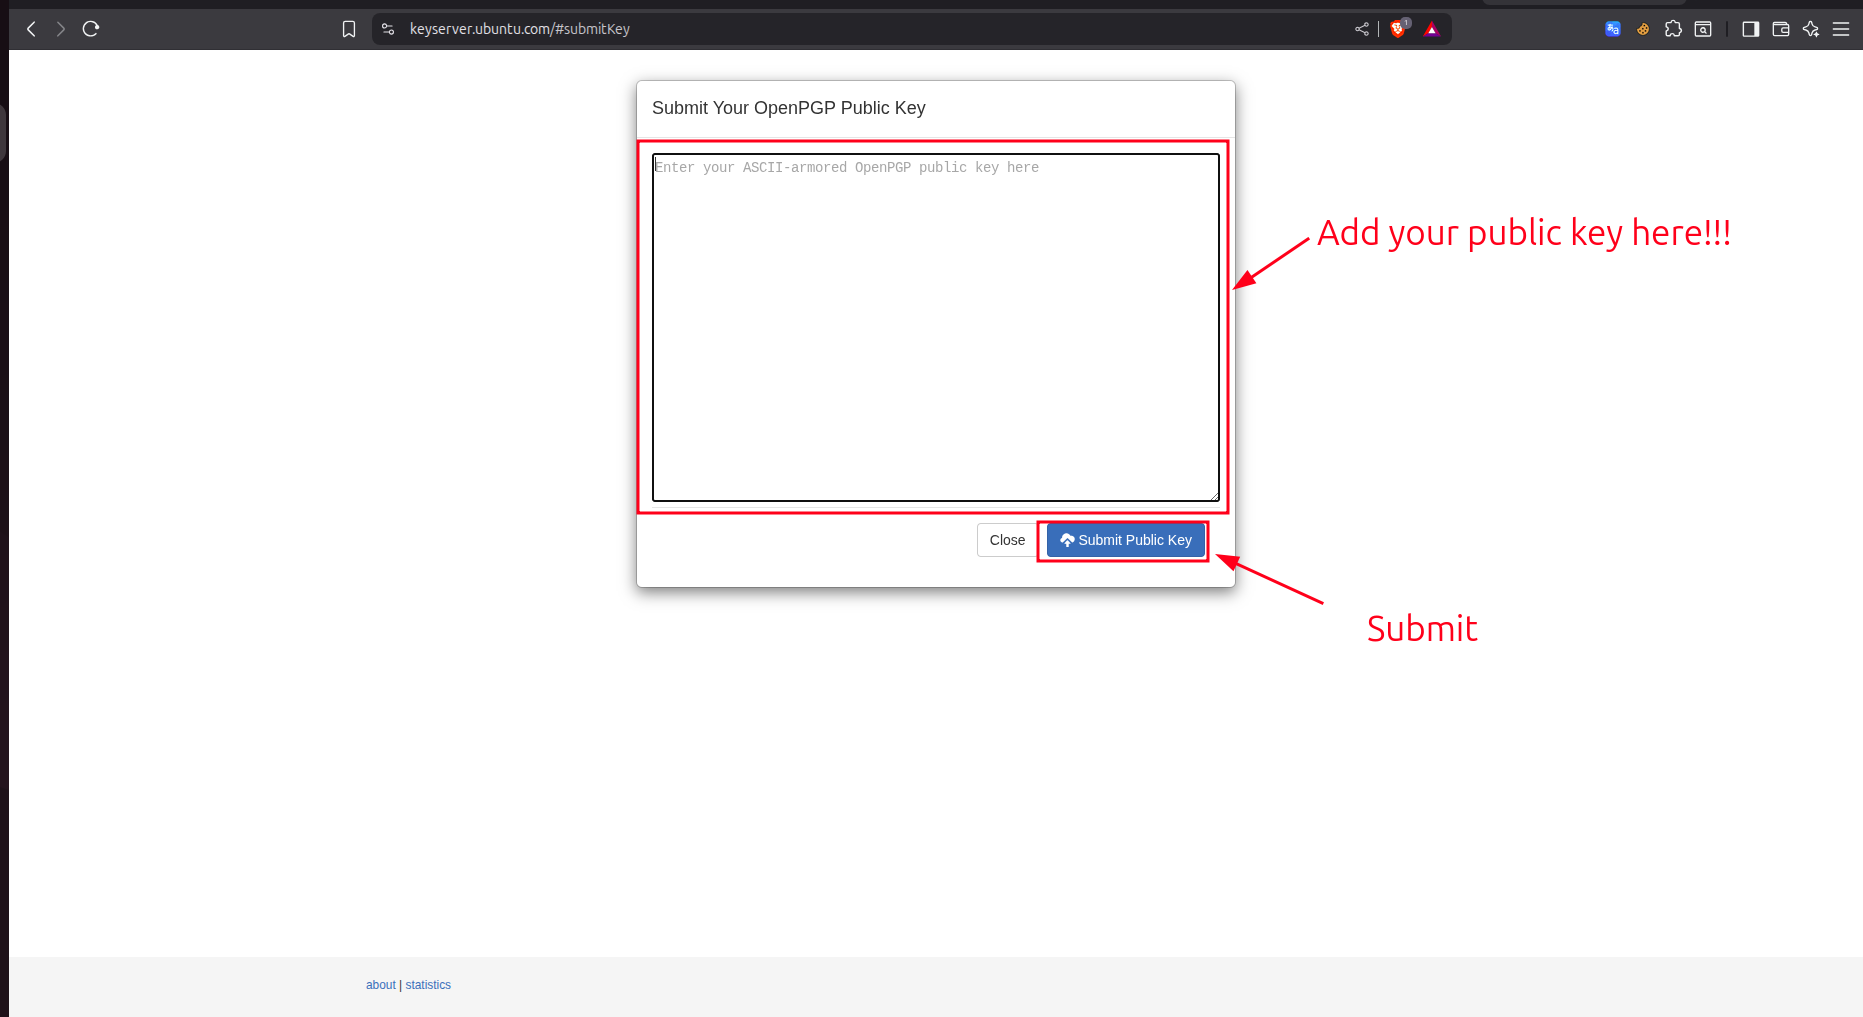 keyserver.ubuntu.com/#submitKey
1
Submit Your OpenPGP Public Key
Enter your ASCII-armored OpenPGP public key here
Add your public key here!!!
Close
Submit Public Key
Submit
about | statistics